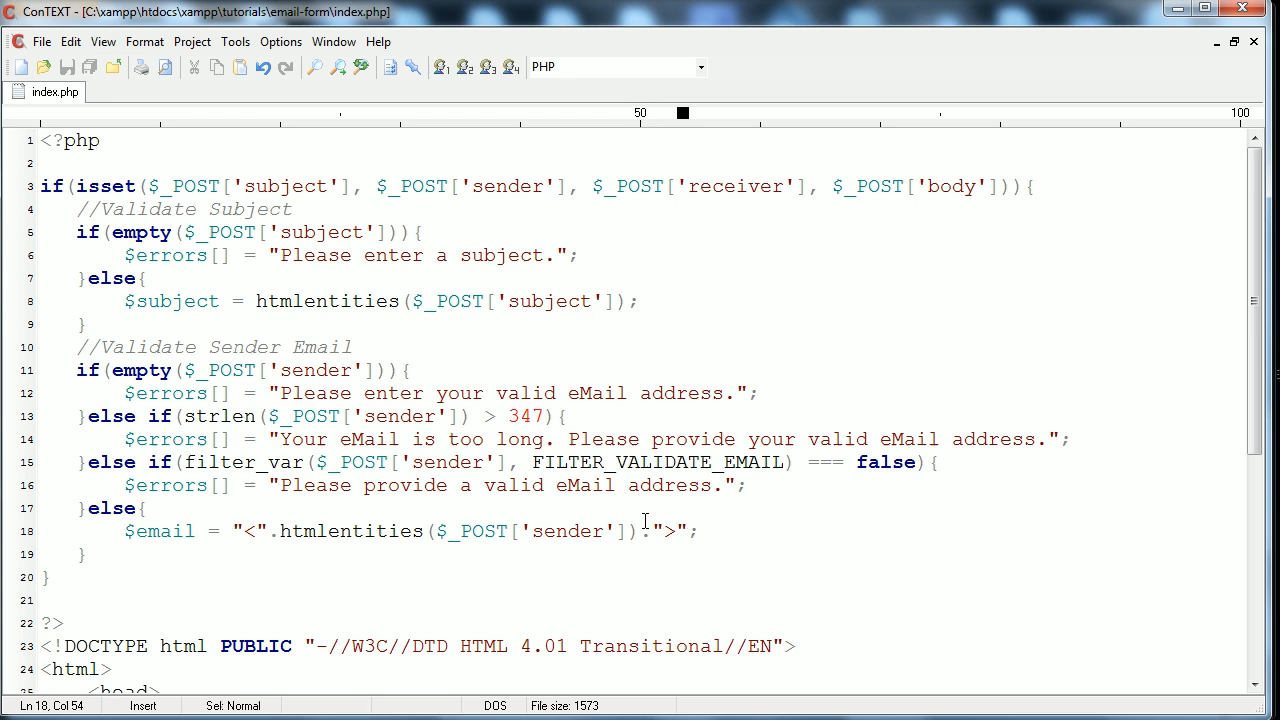 ConTEXT - [C:\xampp\htdocs\xampp\tutorials\email-form\index.php]
File Edit View Format Project Tools Options Window Help
PHP
index.php
50 100
1 <?php
2
3 if(isset($_POST['subject'], $_POST['sender'], $_POST['receiver'], $_POST['body'])){
4 //Validate Subject
5 if(empty($_POST['subject'])){
6 $errors[] = "Please enter a subject.";
7 }else{
8 $subject = htmlentities($_POST['subject']);
9 }
10 //Validate Sender Email
11 if(empty($_POST['sender'])){
12 $errors[] = "Please enter your valid eMail address.";
13 }else if(strlen($_POST['sender']) > 347){
14 $errors[] = "Your eMail is too long. Please provide your valid eMail address.";
15 }else if(filter_var($_POST['sender'], FILTER_VALIDATE_EMAIL) === false){
16 $errors[] = "Please provide a valid eMail address.";
17 }else{
18 $email = "<".htmlentities($_POST['sender']).">";
19 }
20 }
21
22 ?>
23 <!DOCTYPE html PUBLIC "-//W3C//DTD HTML 4.01 Transitional//EN">
24 <html>
25 <head>
Ln 18, Col 54 Insert Sel: Normal DOS File size: 1573